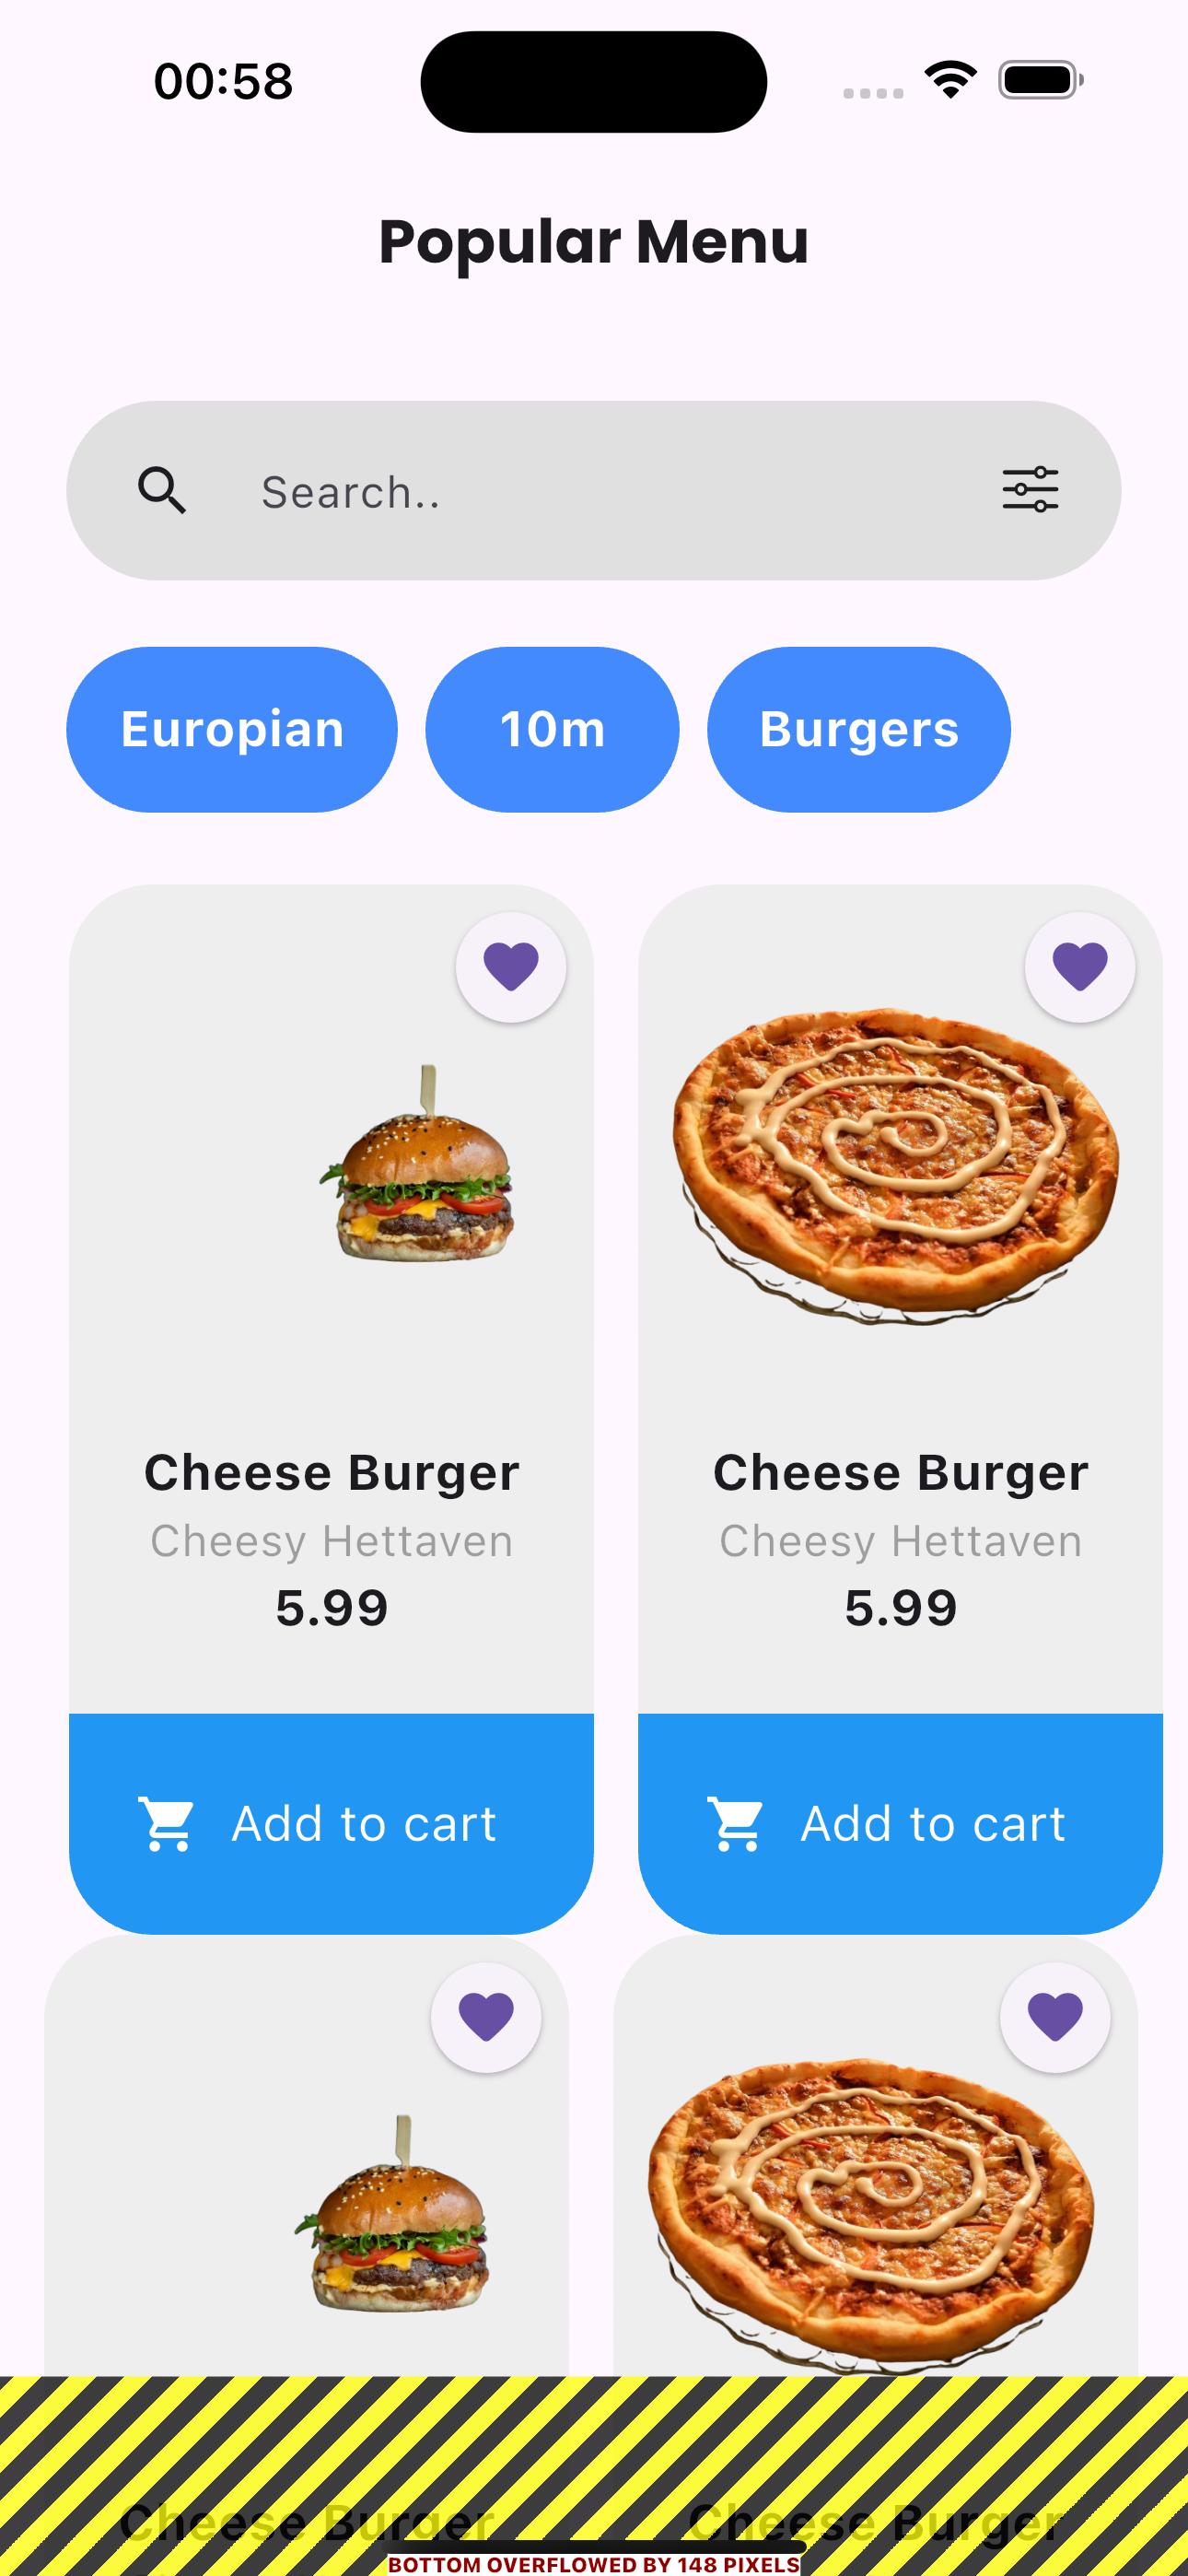 00:58
Popular Menu
Search..
Europian 10m Burgers
Cheese Burger Cheese Burger
Cheesy Hettaven Cheesy Hettaven
5.99 5.99
Add to cart Add to cart
Cheese Burger Cheese Burger
BOTTOM OVERFLOWED BY 148 PIXELS